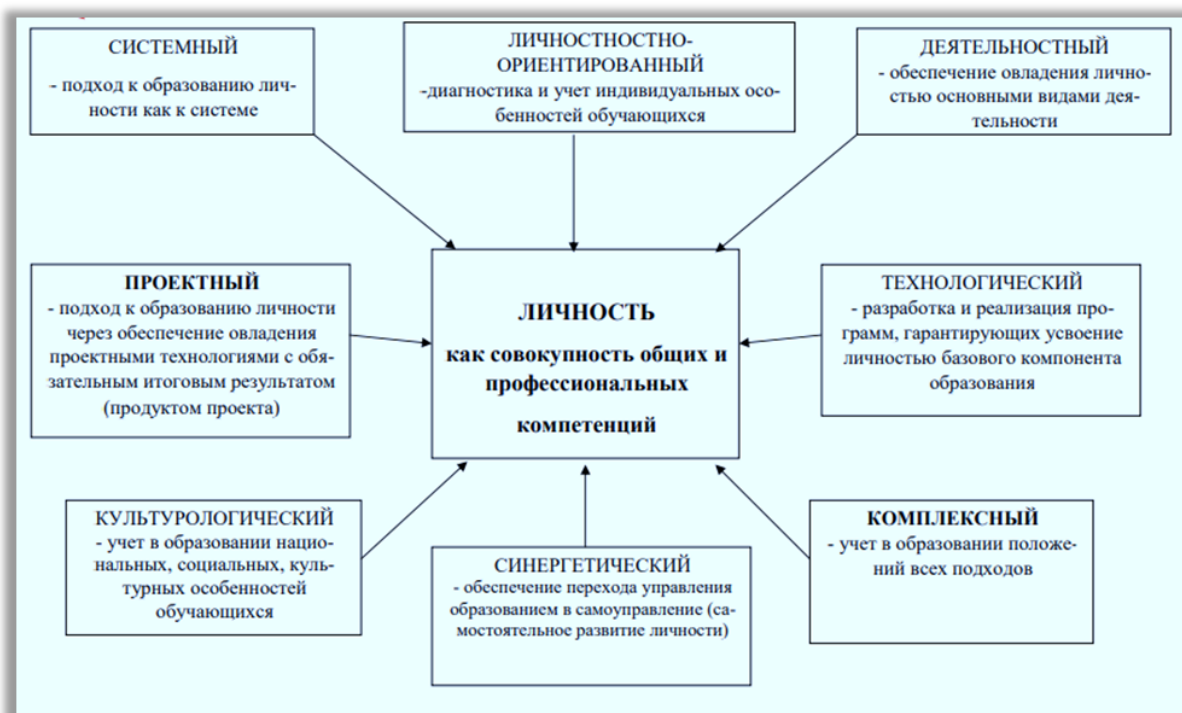 СИСТЕМНЫЙ
- подход к образованию лич-
ности как к системе
ЛИЧНОСТНОСТНО-
ОРИЕНТИРОВАННЫЙ
-диагностика и учет индивидуальных осо-
бенностей обучающихся
ДЕЯТЕЛЬНОСТНЫЙ
- обеспечение овладения лично-
стью основными видами дея-
тельности
ПРОЕКТНЫЙ
- подход к образованию личности
через обеспечение овладения
проектными технологиями с обя-
зательным итоговым результатом
(продуктом проекта)
ЛИЧНОСТЬ
как совокупность общих и
профессиональных
компетенций
ТЕХНОЛОГИЧЕСКИЙ
- разработка и реализация про-
грамм, гарантирующих усвоение
личностью базового компонента
образования
КУЛЬТУРОЛОГИЧЕСКИЙ
- учет в образовании нацио-
нальных, социальных, куль-
турных особенностей
обучающихся
СИНЕРГЕТИЧЕСКИЙ
- обеспечение перехода управления
образованием в самоуправление (са-
мостоятельное развитие личности)
КОМПЛЕКСНЫЙ
- учет в образовании положе-
ний всех подходов